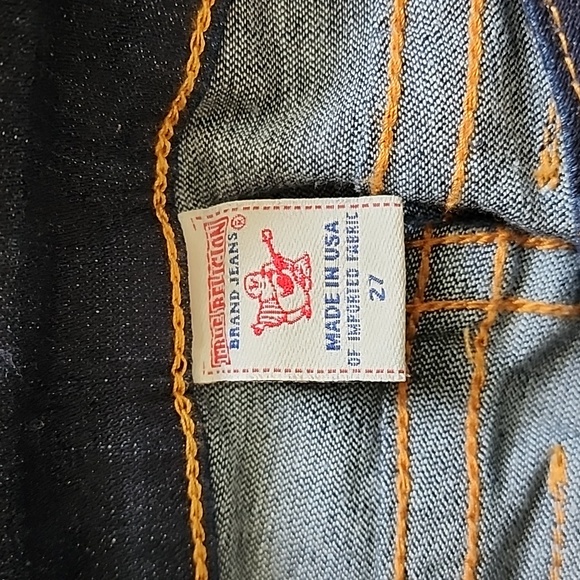 TRUE RELIGION
BRAND JEANS ®
MADE IN USA
OF IMPORTED FABRIC
27